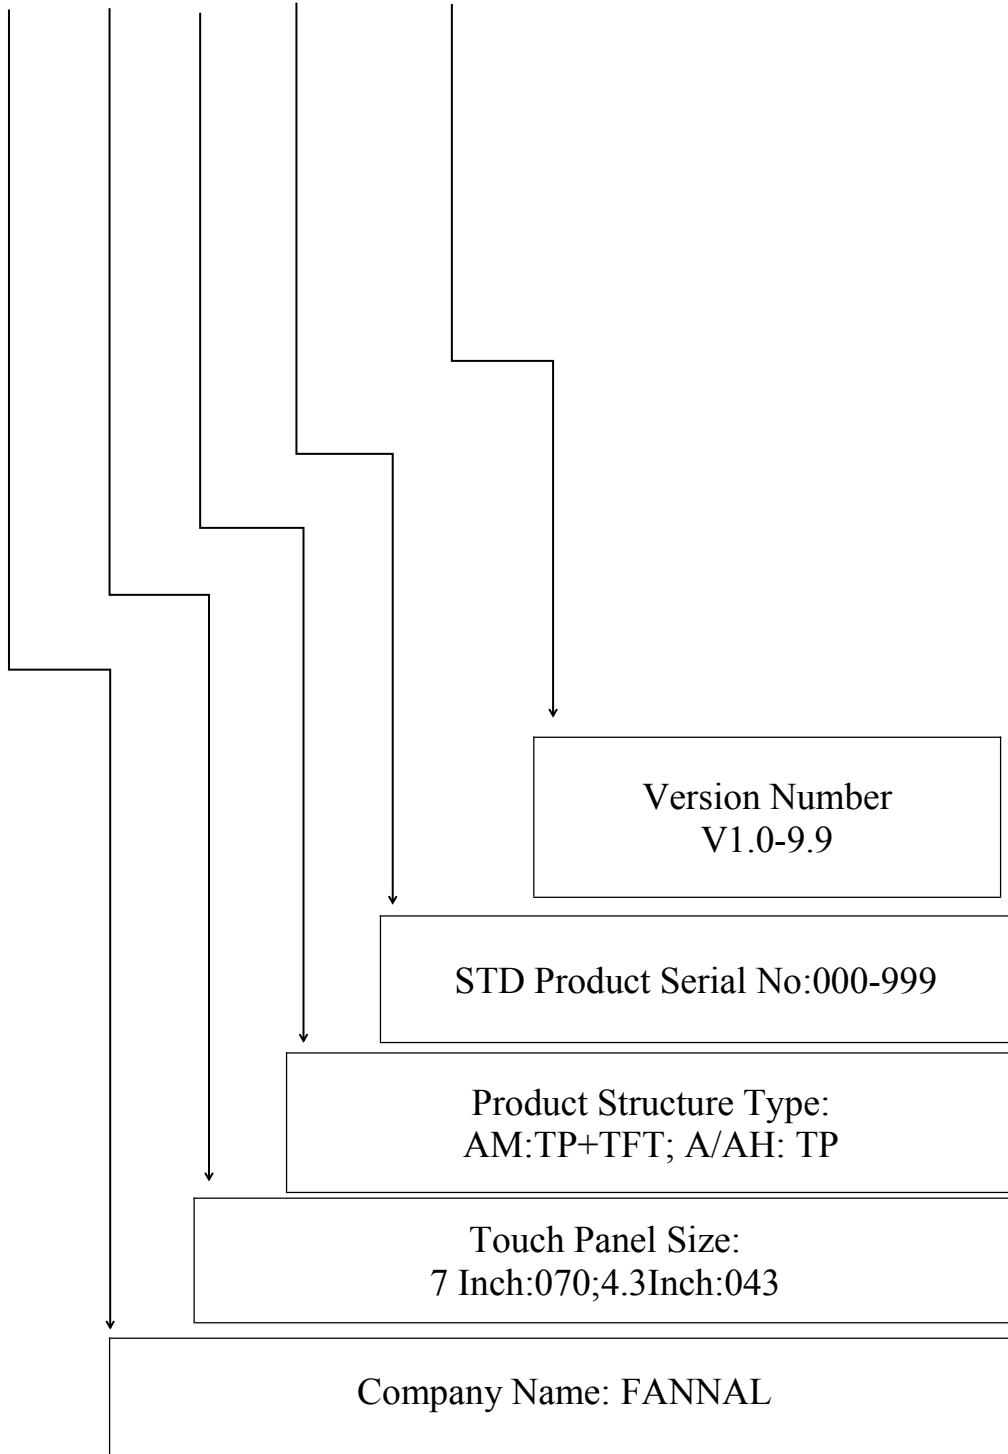 Version Number
V1.0-9.9
STD Product Serial No:000-999
Product Structure Type:
AM:TP+TFT; A/AH: TP
Touch Panel Size:
7 Inch:070;4.3Inch:043
Company Name: FANNAL